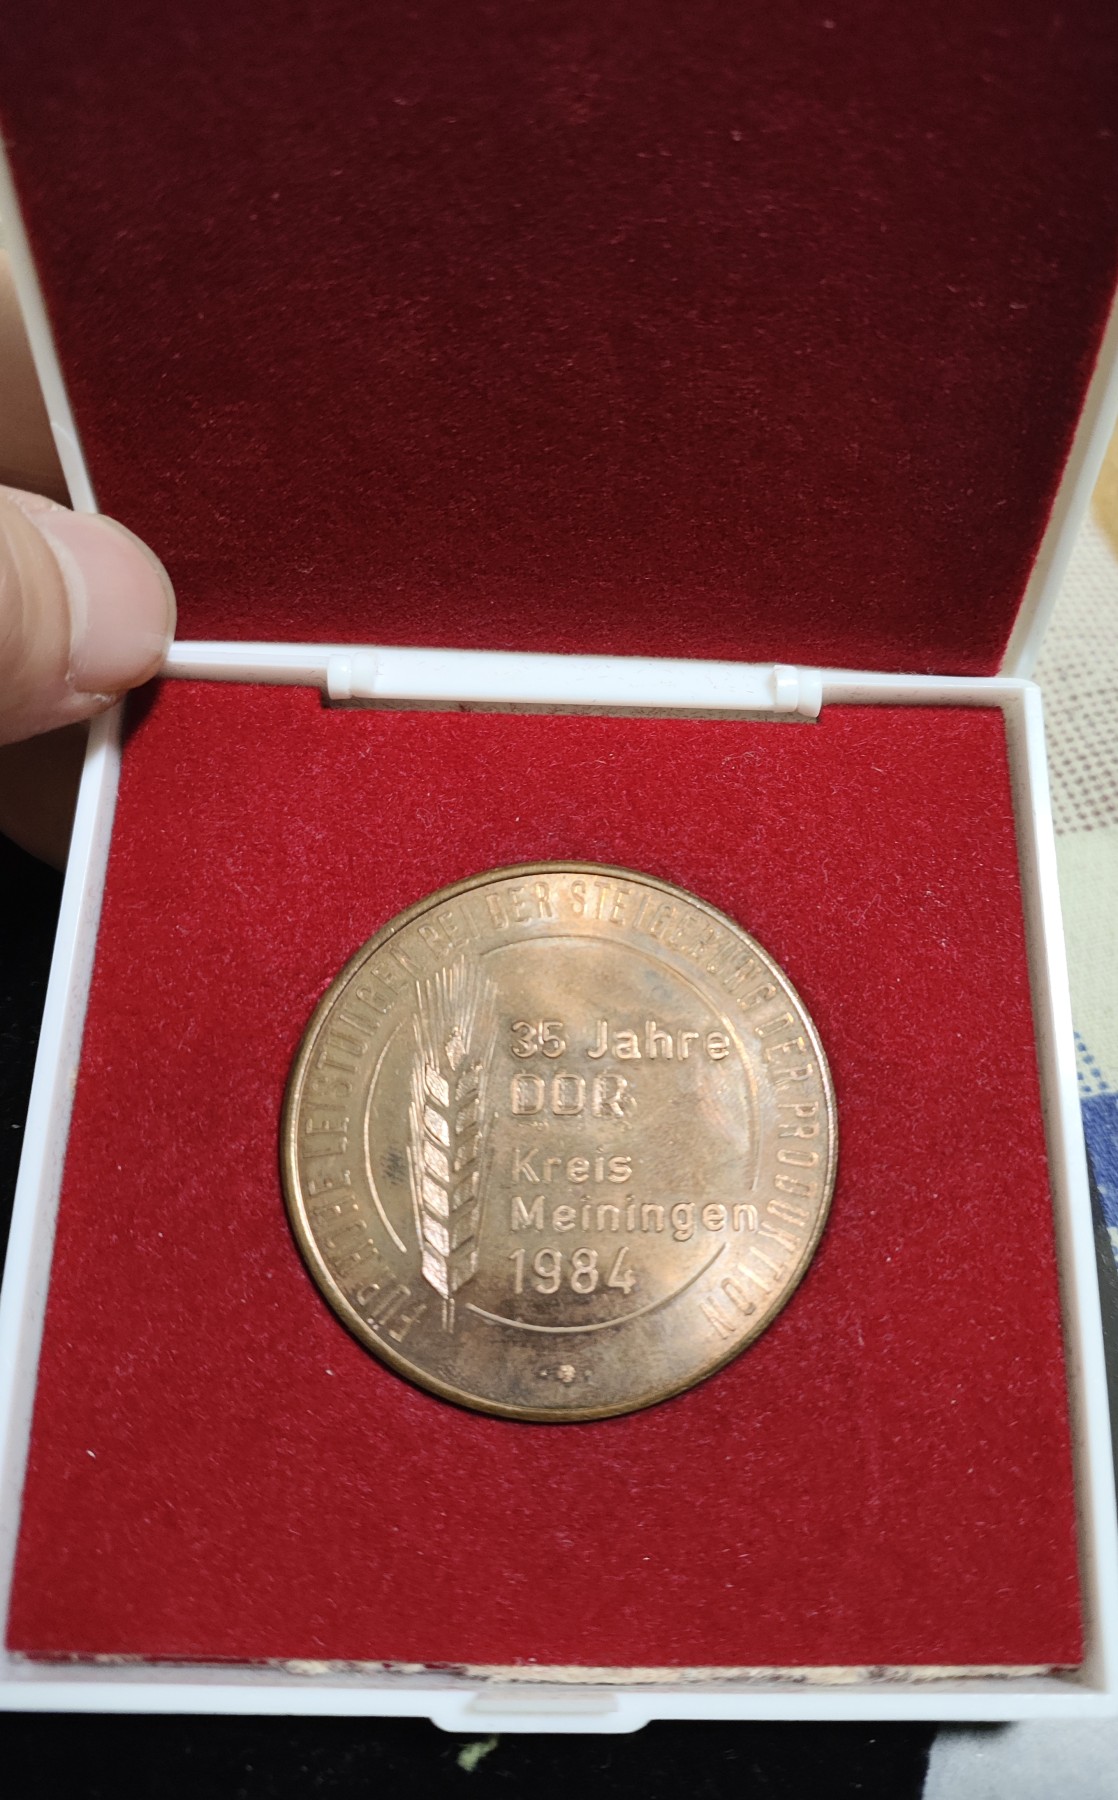 FÜR HOHE LEISTUNGEN BEI DER STEIGERUNG DER PRODUKTION
35 Jahre
DDR
Kreis
Meiningen
1984